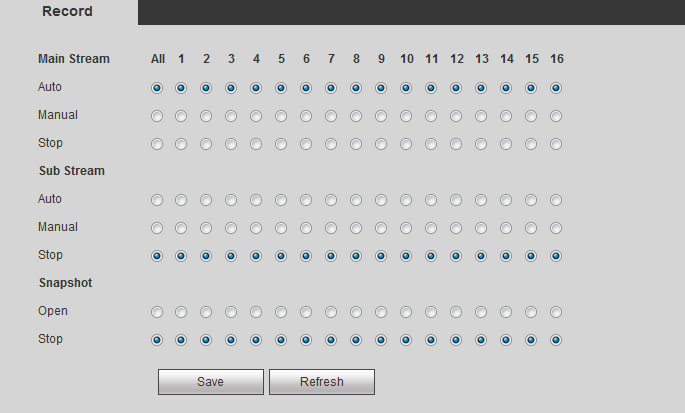 Record
Main Stream All 1 2 3 4 5 6 7 8 9 10 11 12 13 14 15 16
Auto
Manual
Stop
Sub Stream
Auto
Manual
Stop
Snapshot
Open
Stop
Save Refresh